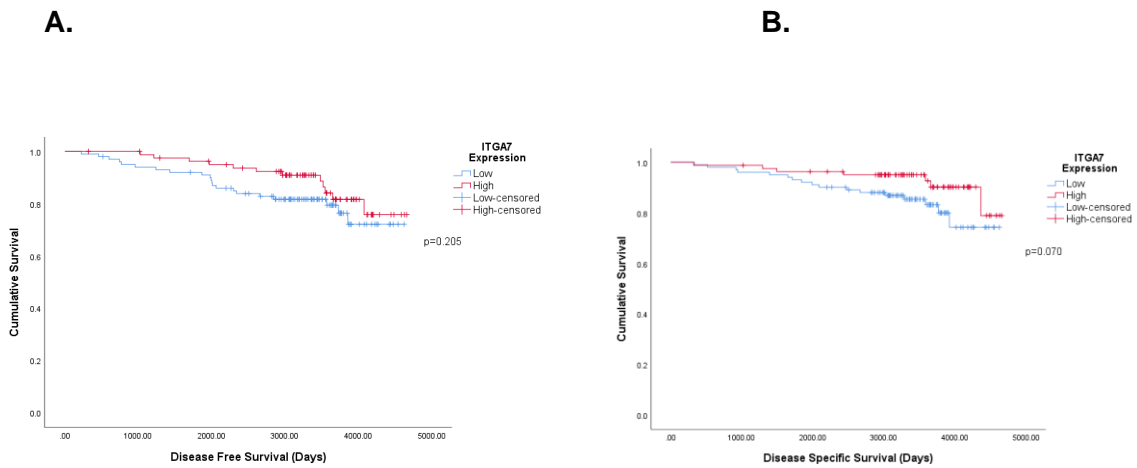 A.
1.0
0.8
0.6
0.4
0.2
0.0
Cumulative Survival
.00 1000.00 2000.00 3000.00 4000.00 5000.00
Disease Free Survival (Days)
ITGA7
Expression
Low
High
Low-censored
High-censored
p=0.205
B.
1.0
0.8
0.6
0.4
0.2
0.0
Cumulative Survival
.00 1000.00 2000.00 3000.00 4000.00 5000.00
Disease Specific Survival (Days)
ITGA7
Expression
Low
High
Low-censored
High-censored
p=0.070